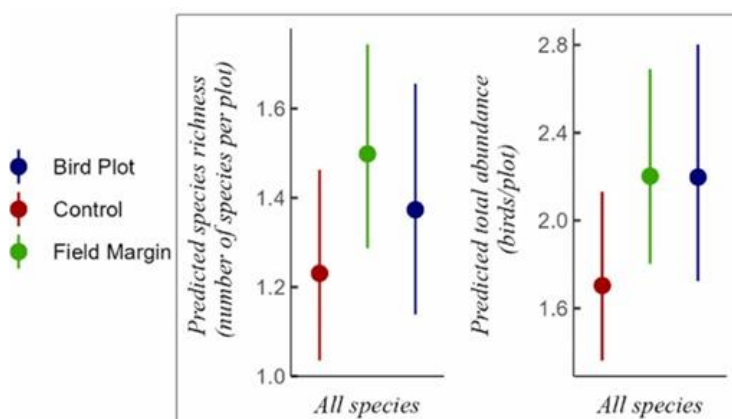 Bird Plot
Control
Field Margin
Predicted species richness
(number of species per plot)
1.6
1.4
1.2
1.0
All species
Predicted total abundance
(birds/plot)
2.8
2.4
2.0
1.6
All species